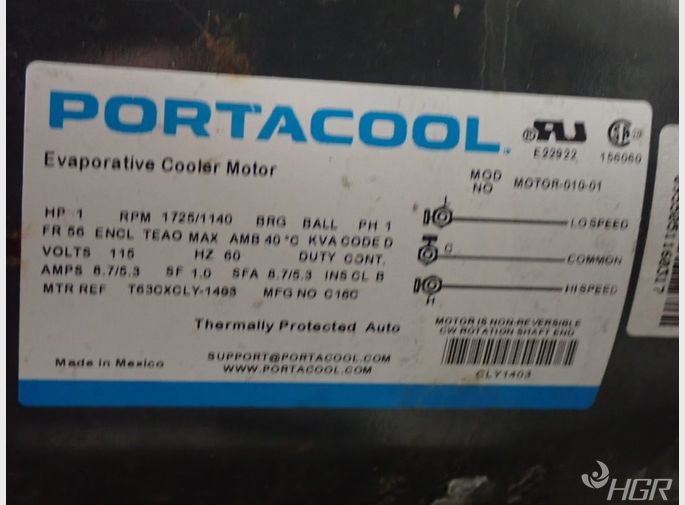 PORTACOOL
E22922 156060
Evaporative Cooler Motor
MOD NO MOTOR-010-01
HP 1 RPM 1725/1140 BRG BALL PH 1
FR 56 ENCL TEAO MAX AMB 40°C KVA CODE D
VOLTS 115 HZ 60 DUTY CONT.
AMPS 8.7/5.3 SF 1.0 SFA 8.7/5.3 INS CL B
MTR REF T63CXCLY-1403 MFG NO C16C
L LO SPEED
C COMMON
H HI SPEED
Thermally Protected Auto
MOTOR IS NON-REVERSIBLE
CW ROTATION SHAFT END
Made in Mexico
SUPPORT@PORTACOOL.COM
WWW.PORTACOOL.COM
CLY1403
HGR